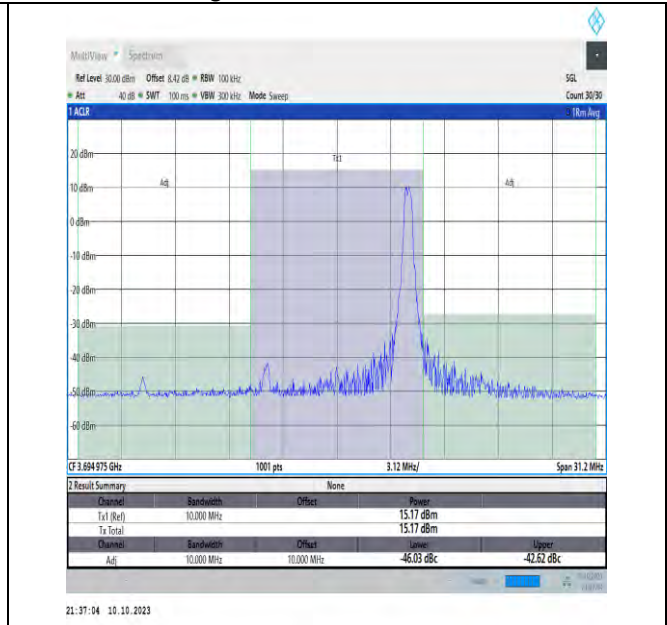 MultiView Spectrum
Ref Level 30.00 dBm Offset 8.42 dB RBW 100 kHz SGL
Att 40 dB SWT 100 ms VBW 300 kHz Mode Sweep Count 30/30
1 ACLR 1Rm Avg
Tx1
20 dBm
Adj Adj
10 dBm
0 dBm
-10 dBm
-20 dBm
-30 dBm
-40 dBm
-50 dBm
-60 dBm
CF 3.694 975 GHz 1001 pts 3.12 MHz/ Span 31.2 MHz
2 Result Summary None
Channel Bandwidth Offset Power
Tx1 (Ref) 10.000 MHz 15.17 dBm
Tx Total 15.17 dBm
Channel Bandwidth Offset Lower Upper
Adj 10.000 MHz 10.000 MHz -46.03 dBc -42.62 dBc
21:37:04 10.10.2023